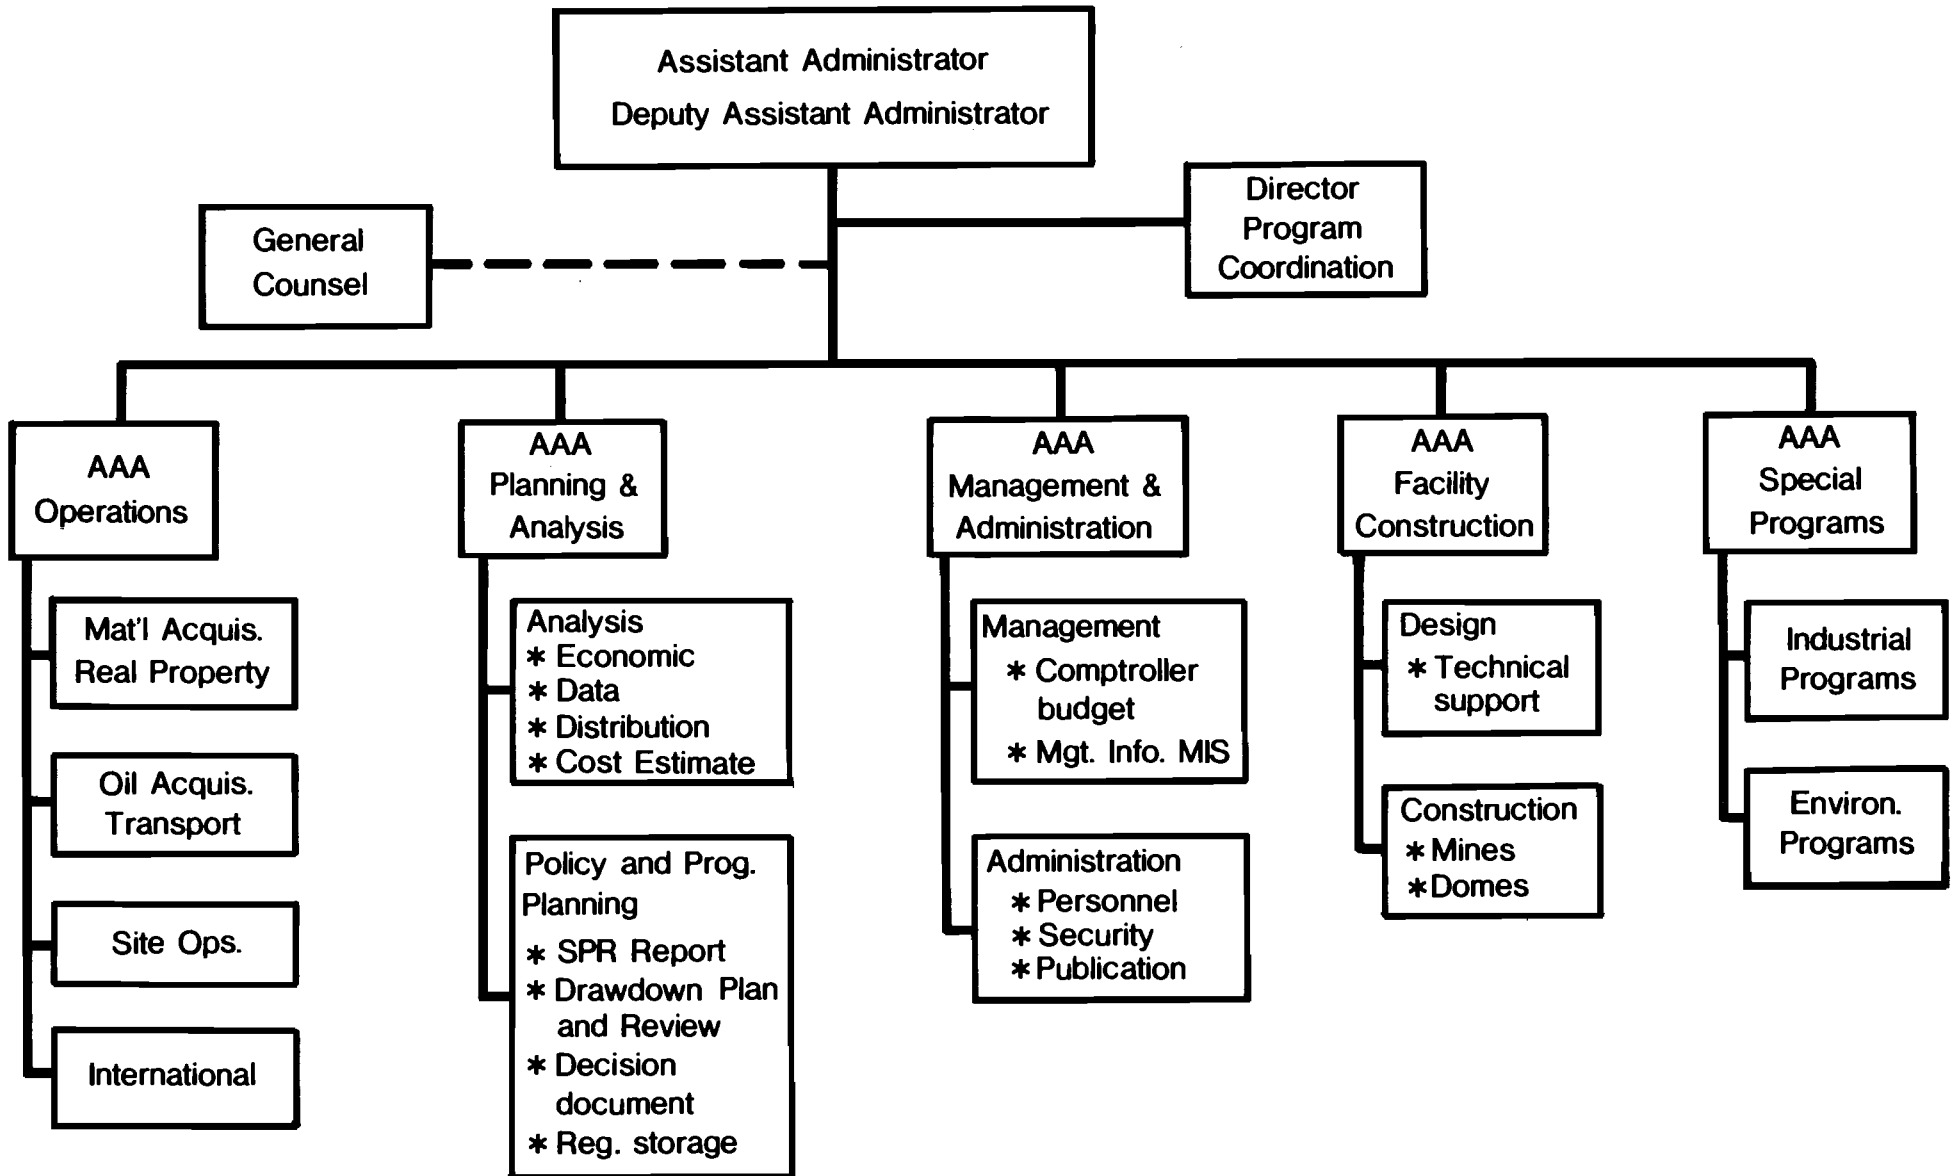 Assistant Administrator
Deputy Assistant Administrator
Director
Program
Coordination
General
Counsel
AAA
Operations
AAA
Planning &
Analysis
AAA
Management &
Administration
AAA
Facility
Construction
AAA
Special
Programs
Mat'l Acquis.
Real Property
Oil Acquis.
Transport
Site Ops.
International
Analysis
* Economic
* Data
* Distribution
* Cost Estimate
Policy and Prog.
Planning
* SPR Report
* Drawdown Plan
and Review
* Decision
document
* Reg. storage
Management
* Comptroller
budget
* Mgt. Info. MIS
Administration
* Personnel
* Security
* Publication
Design
* Technical
support
Construction
* Mines
* Domes
Industrial
Programs
Environ.
Programs